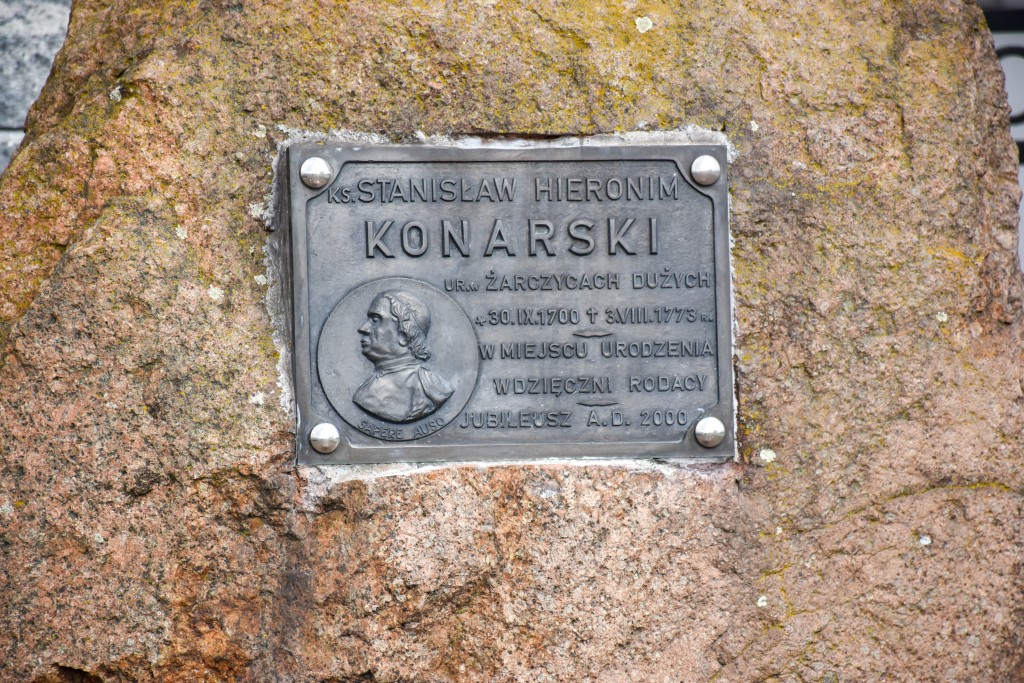 KS. STANISŁAW HIERONIM
KONARSKI
UR.W ŻARCZYCACH DUŻYCH
* 30.IX.1700 † 3.VIII.1773 R.
W MIEJSCU URODZENIA
WDZIĘCZNI RODACY
JUBILEUSZ A.D. 2000
SAPERE AUSO